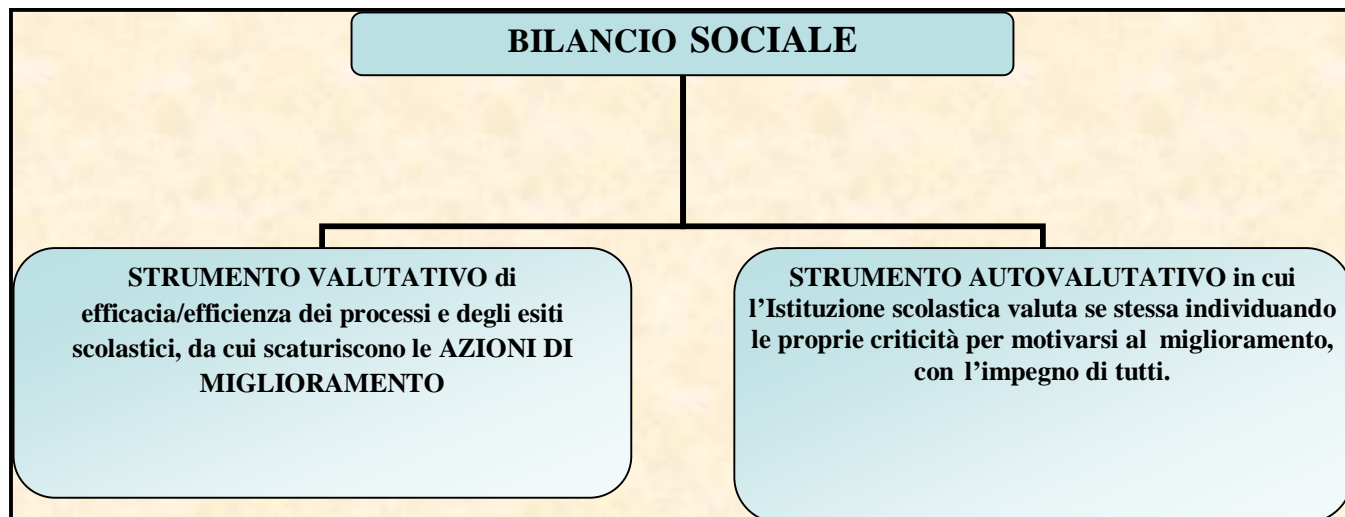 BILANCIO SOCIALE
STRUMENTO VALUTATIVO di
efficacia/efficienza dei processi e degli esiti
scolastici, da cui scaturiscono le AZIONI DI
MIGLIORAMENTO
STRUMENTO AUTOVALUTATIVO in cui
l’Istituzione scolastica valuta se stessa individuando
le proprie criticità per motivarsi al miglioramento,
con l’impegno di tutti.